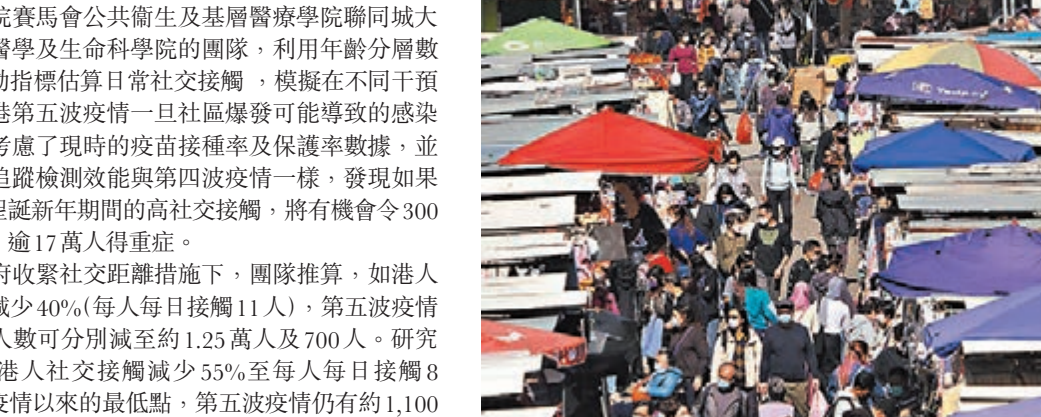 院賽馬會公共衞生及基層醫療學院聯同城大
醫學及生命科學院的團隊，利用年齡分層數
動指標估算日常社交接觸 ，模擬在不同干預
港第五波疫情一旦社區爆發可能導致的感染
考慮了現時的疫苗接種率及保護率數據，並
追蹤檢測效能與第四波疫情一樣，發現如果
聖誕新年期間的高社交接觸，將有機會令300
逾17萬人得重症。
府收緊社交距離措施下，團隊推算，如港人
減少40%(每人每日接觸11人)，第五波疫情
人數可分別減至約1.25萬人及700人。研究
港人社交接觸減少55%至每人每日接觸8
疫情以來的最低點，第五波疫情仍有約1,100